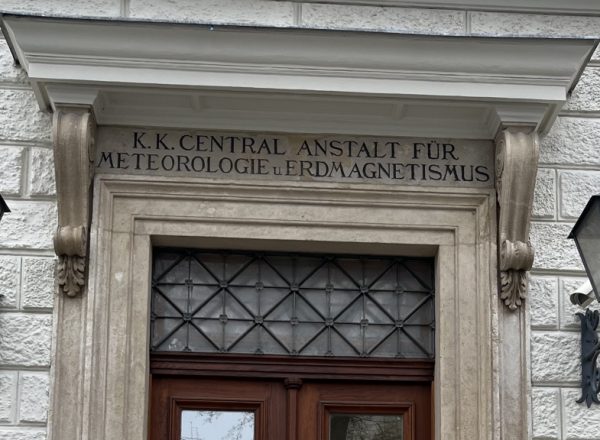 K.K. CENTRAL ANSTALT FÜR
METEOROLOGIE u ERDMAGNETISMUS